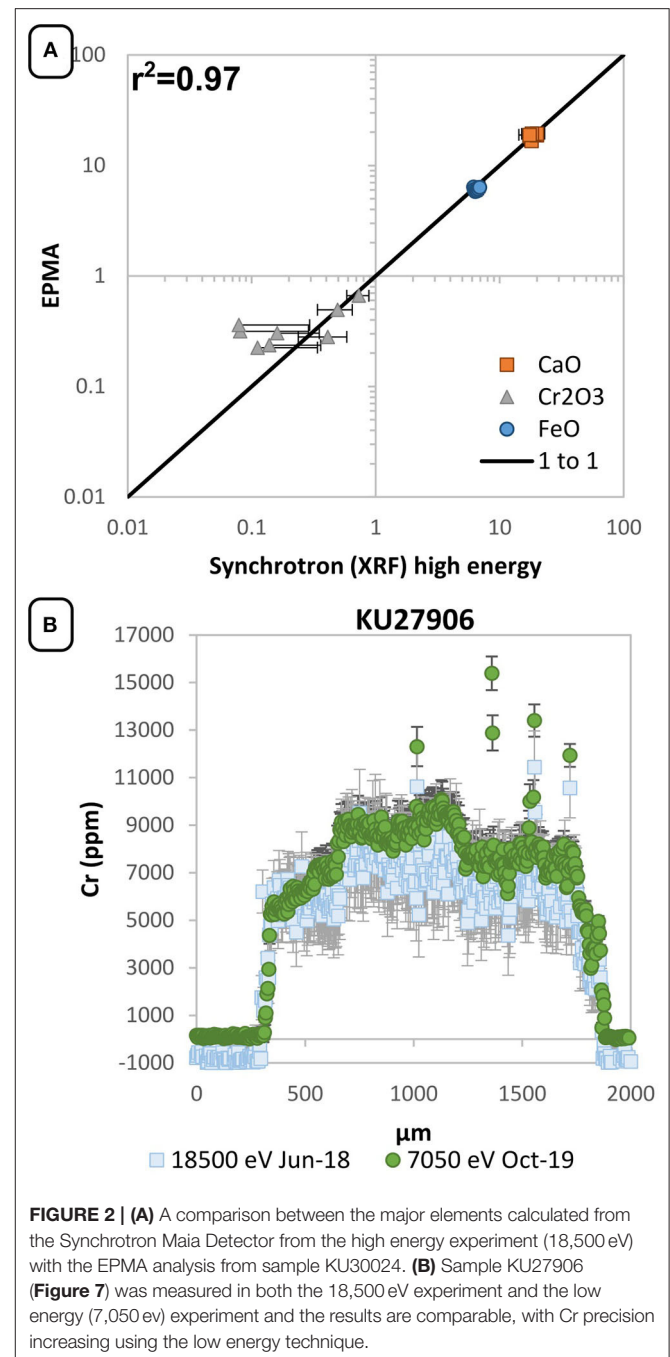 A
r²=0.97
100
10
1
0.1
0.01
EPMA
CaO
Cr2O3
FeO
1 to 1
0.01 0.1 1 10 100
Synchrotron (XRF) high energy
B
KU27906
17000
15000
13000
11000
9000
7000
5000
3000
1000
-1000
Cr (ppm)
0 500 1000 1500 2000
μm
18500 eV Jun-18 7050 eV Oct-19
FIGURE 2 | (A) A comparison between the major elements calculated from
the Synchrotron Maia Detector from the high energy experiment (18,500 eV)
with the EPMA analysis from sample KU30024. (B) Sample KU27906
(Figure 7) was measured in both the 18,500 eV experiment and the low
energy (7,050 ev) experiment and the results are comparable, with Cr precision
increasing using the low energy technique.